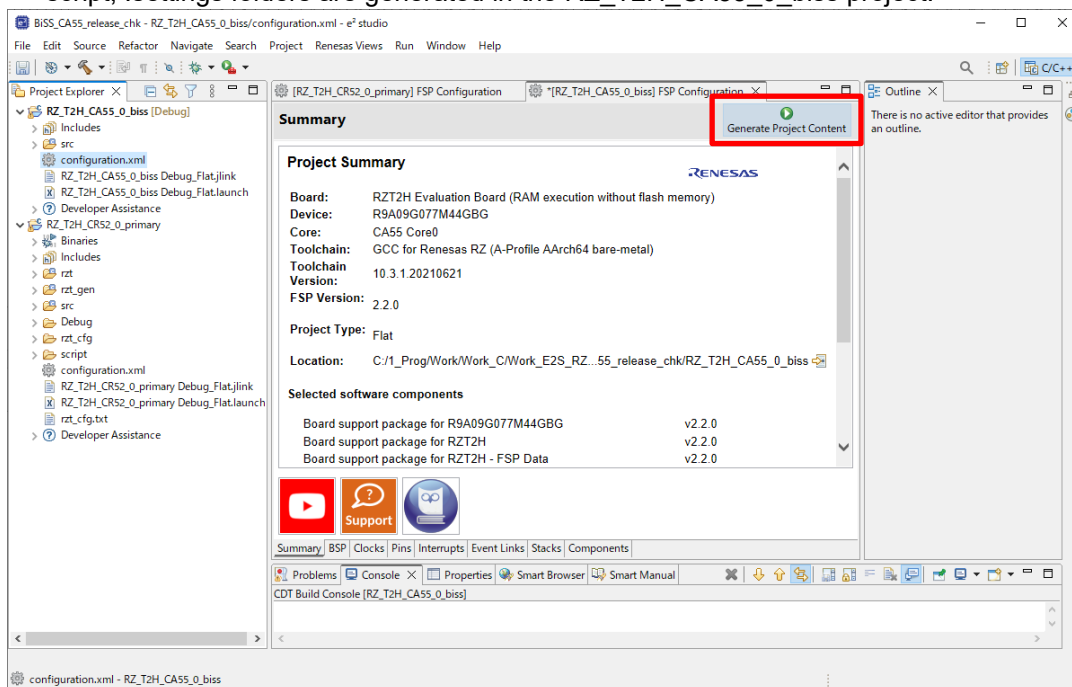 script, /settings folders are generated in the RZ_T2H_CA55_0_biss project.
BiSS_CA55_release_chk - RZ_T2H_CA55_0_biss/configuration.xml - e² studio
File Edit Source Refactor Navigate Search Project Renesas Views Run Window Help
C/C++
Project Explorer
RZ_T2H_CA55_0_biss [Debug]
Includes
src
configuration.xml
RZ_T2H_CA55_0_biss Debug_Flat.jlink
RZ_T2H_CA55_0_biss Debug_Flat.launch
Developer Assistance
RZ_T2H_CR52_0_primary
Binaries
Includes
rzt
rzt_gen
src
Debug
rzt_cfg
script
configuration.xml
RZ_T2H_CR52_0_primary Debug_Flat.jlink
RZ_T2H_CR52_0_primary Debug_Flat.launch
rzt_cfg.txt
Developer Assistance
[RZ_T2H_CR52_0_primary] FSP Configuration
*[RZ_T2H_CA55_0_biss] FSP Configuration
Summary
Generate Project Content
Project Summary
RENESAS
Board: RZT2H Evaluation Board (RAM execution without flash memory)
Device: R9A09G077M44GBG
Core: CA55 Core0
Toolchain: GCC for Renesas RZ (A-Profile AArch64 bare-metal)
Toolchain
Version: 10.3.1.20210621
FSP Version: 2.2.0
Project Type: Flat
Location: C:/1_Prog/Work/Work_C/Work_E2S_RZ...55_release_chk/RZ_T2H_CA55_0_biss
Selected software components
Board support package for R9A09G077M44GBG v2.2.0
Board support package for RZT2H v2.2.0
Board support package for RZT2H - FSP Data v2.2.0
Support
Summary BSP Clocks Pins Interrupts Event Links Stacks Components
Outline
There is no active editor that provides
an outline.
Problems Console Properties Smart Browser Smart Manual
CDT Build Console [RZ_T2H_CA55_0_biss]
configuration.xml - RZ_T2H_CA55_0_biss